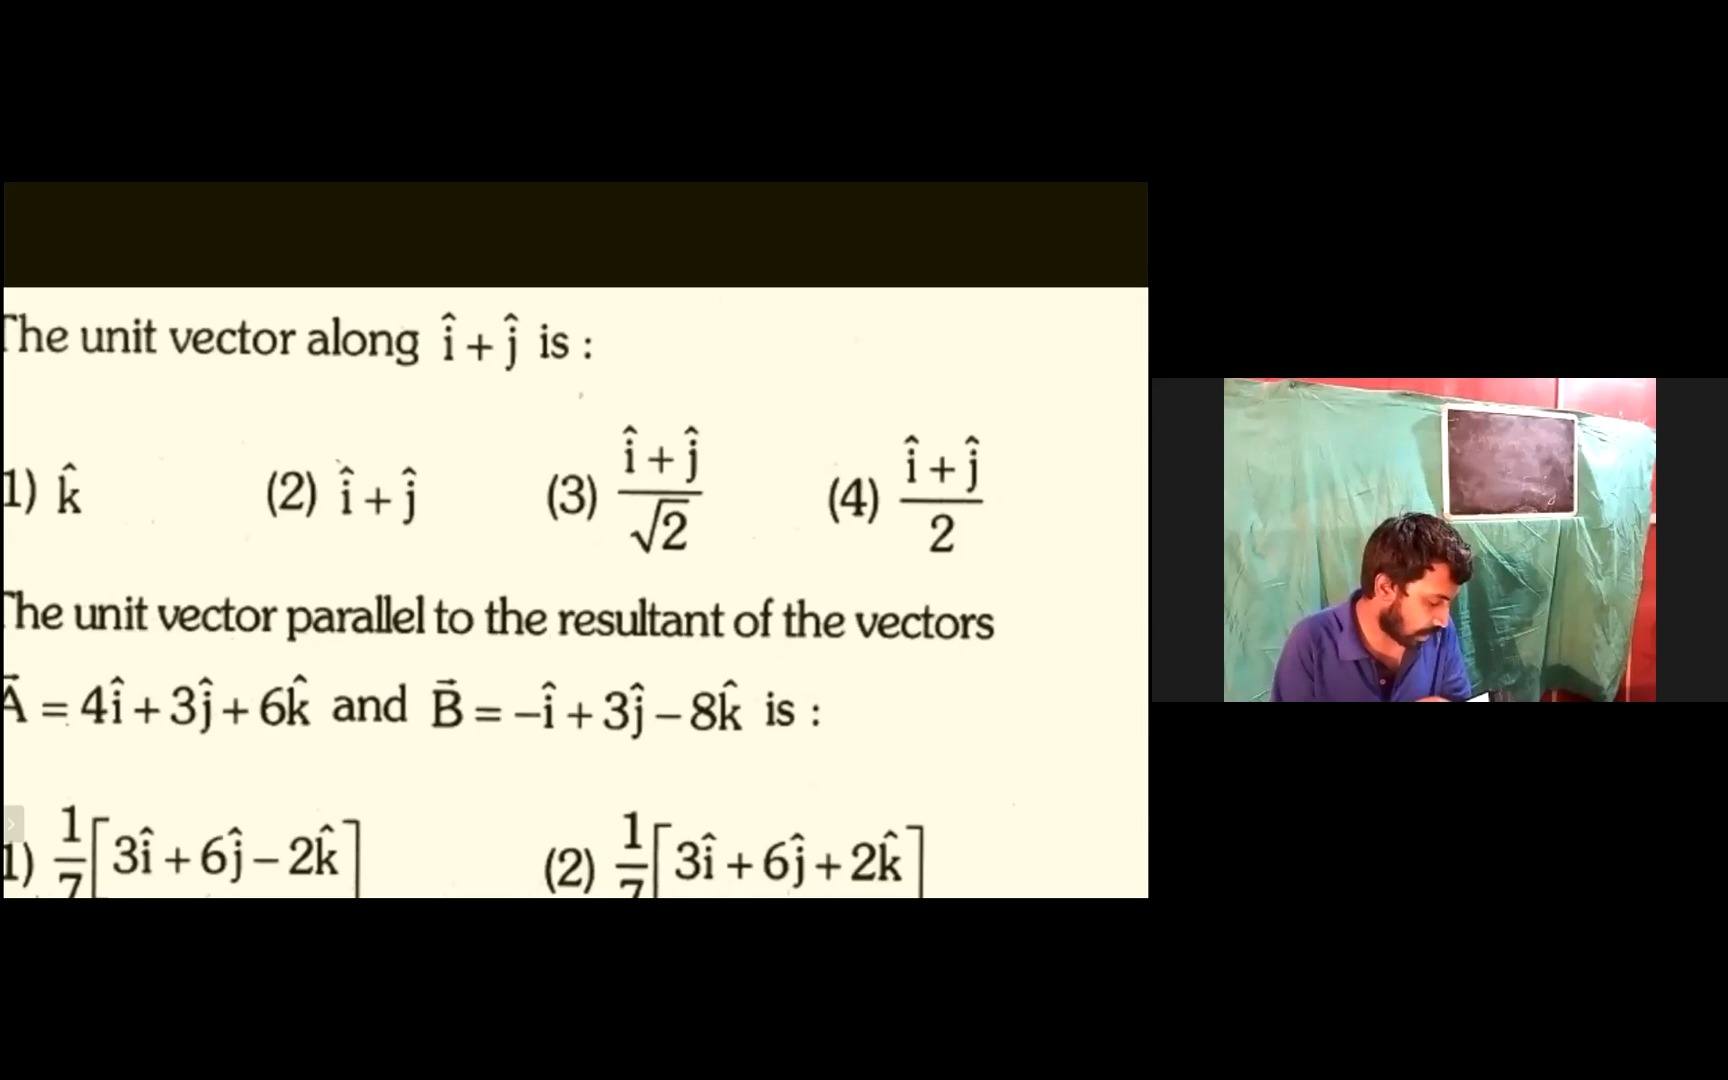 The unit vector along î + ĵ is :
1) k̂ (2) î + ĵ (3) (î + ĵ)/√2 (4) (î + ĵ)/2
The unit vector parallel to the resultant of the vectors
A⃗ = 4î + 3ĵ + 6k̂ and B⃗ = –î + 3ĵ – 8k̂ is :
1) 1/7 [3î + 6ĵ – 2k̂] (2) 1/7 [3î + 6ĵ + 2k̂]